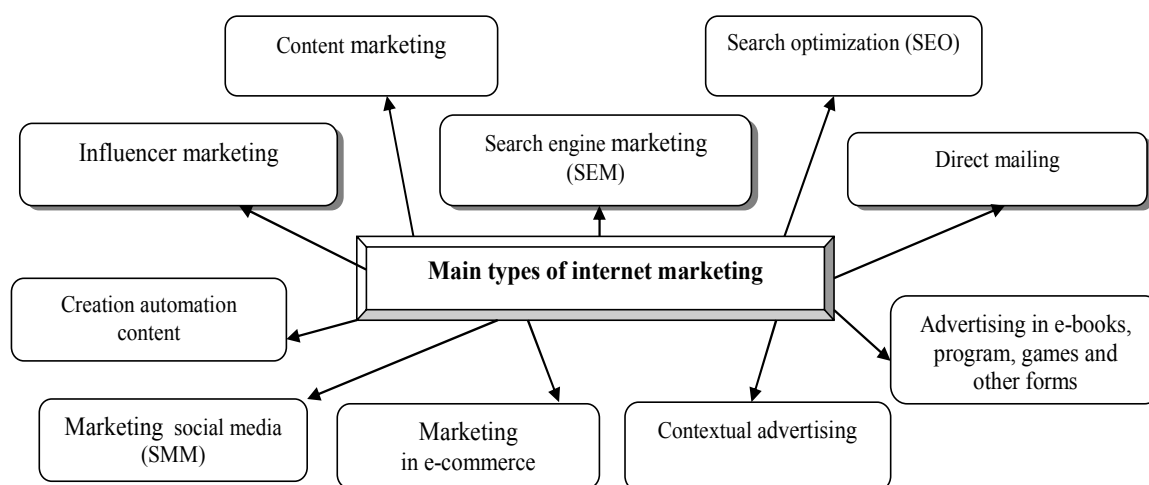 Content marketing
Search optimization (SEO)
Influencer marketing
Search engine marketing
(SEM)
Direct mailing
Main types of internet marketing
Creation automation
content
Advertising in e-books,
program, games and
other forms
Marketing social media
(SMM)
Marketing
in e-commerce
Contextual advertising